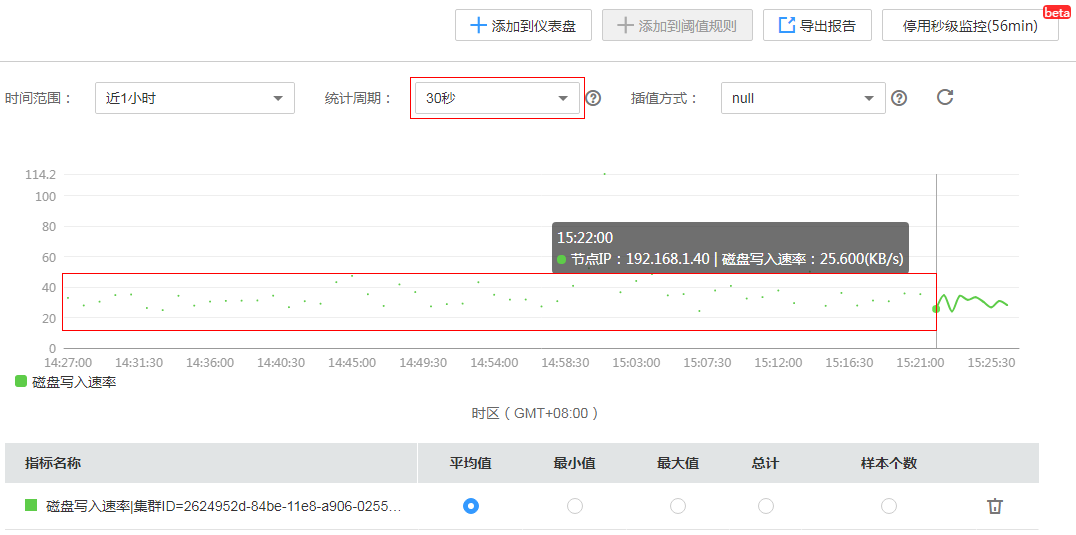 beta
添加到仪表盘 添加到阈值规则 导出报告 停用秒级监控(56min)
时间范围： 近1小时 统计周期： 30秒 插值方式： null
114.2
100
80
60
40
20
0
15:22:00
节点IP：192.168.1.40 | 磁盘写入速率：25.600(KB/s)
14:27:00 14:31:30 14:36:00 14:40:30 14:45:00 14:49:30 14:54:00 14:58:30 15:03:00 15:07:30 15:12:00 15:16:30 15:21:00 15:25:30
磁盘写入速率
时区（GMT+08:00）
指标名称 平均值 最小值 最大值 总计 样本个数
磁盘写入速率|集群ID=2624952d-84be-11e8-a906-0255...